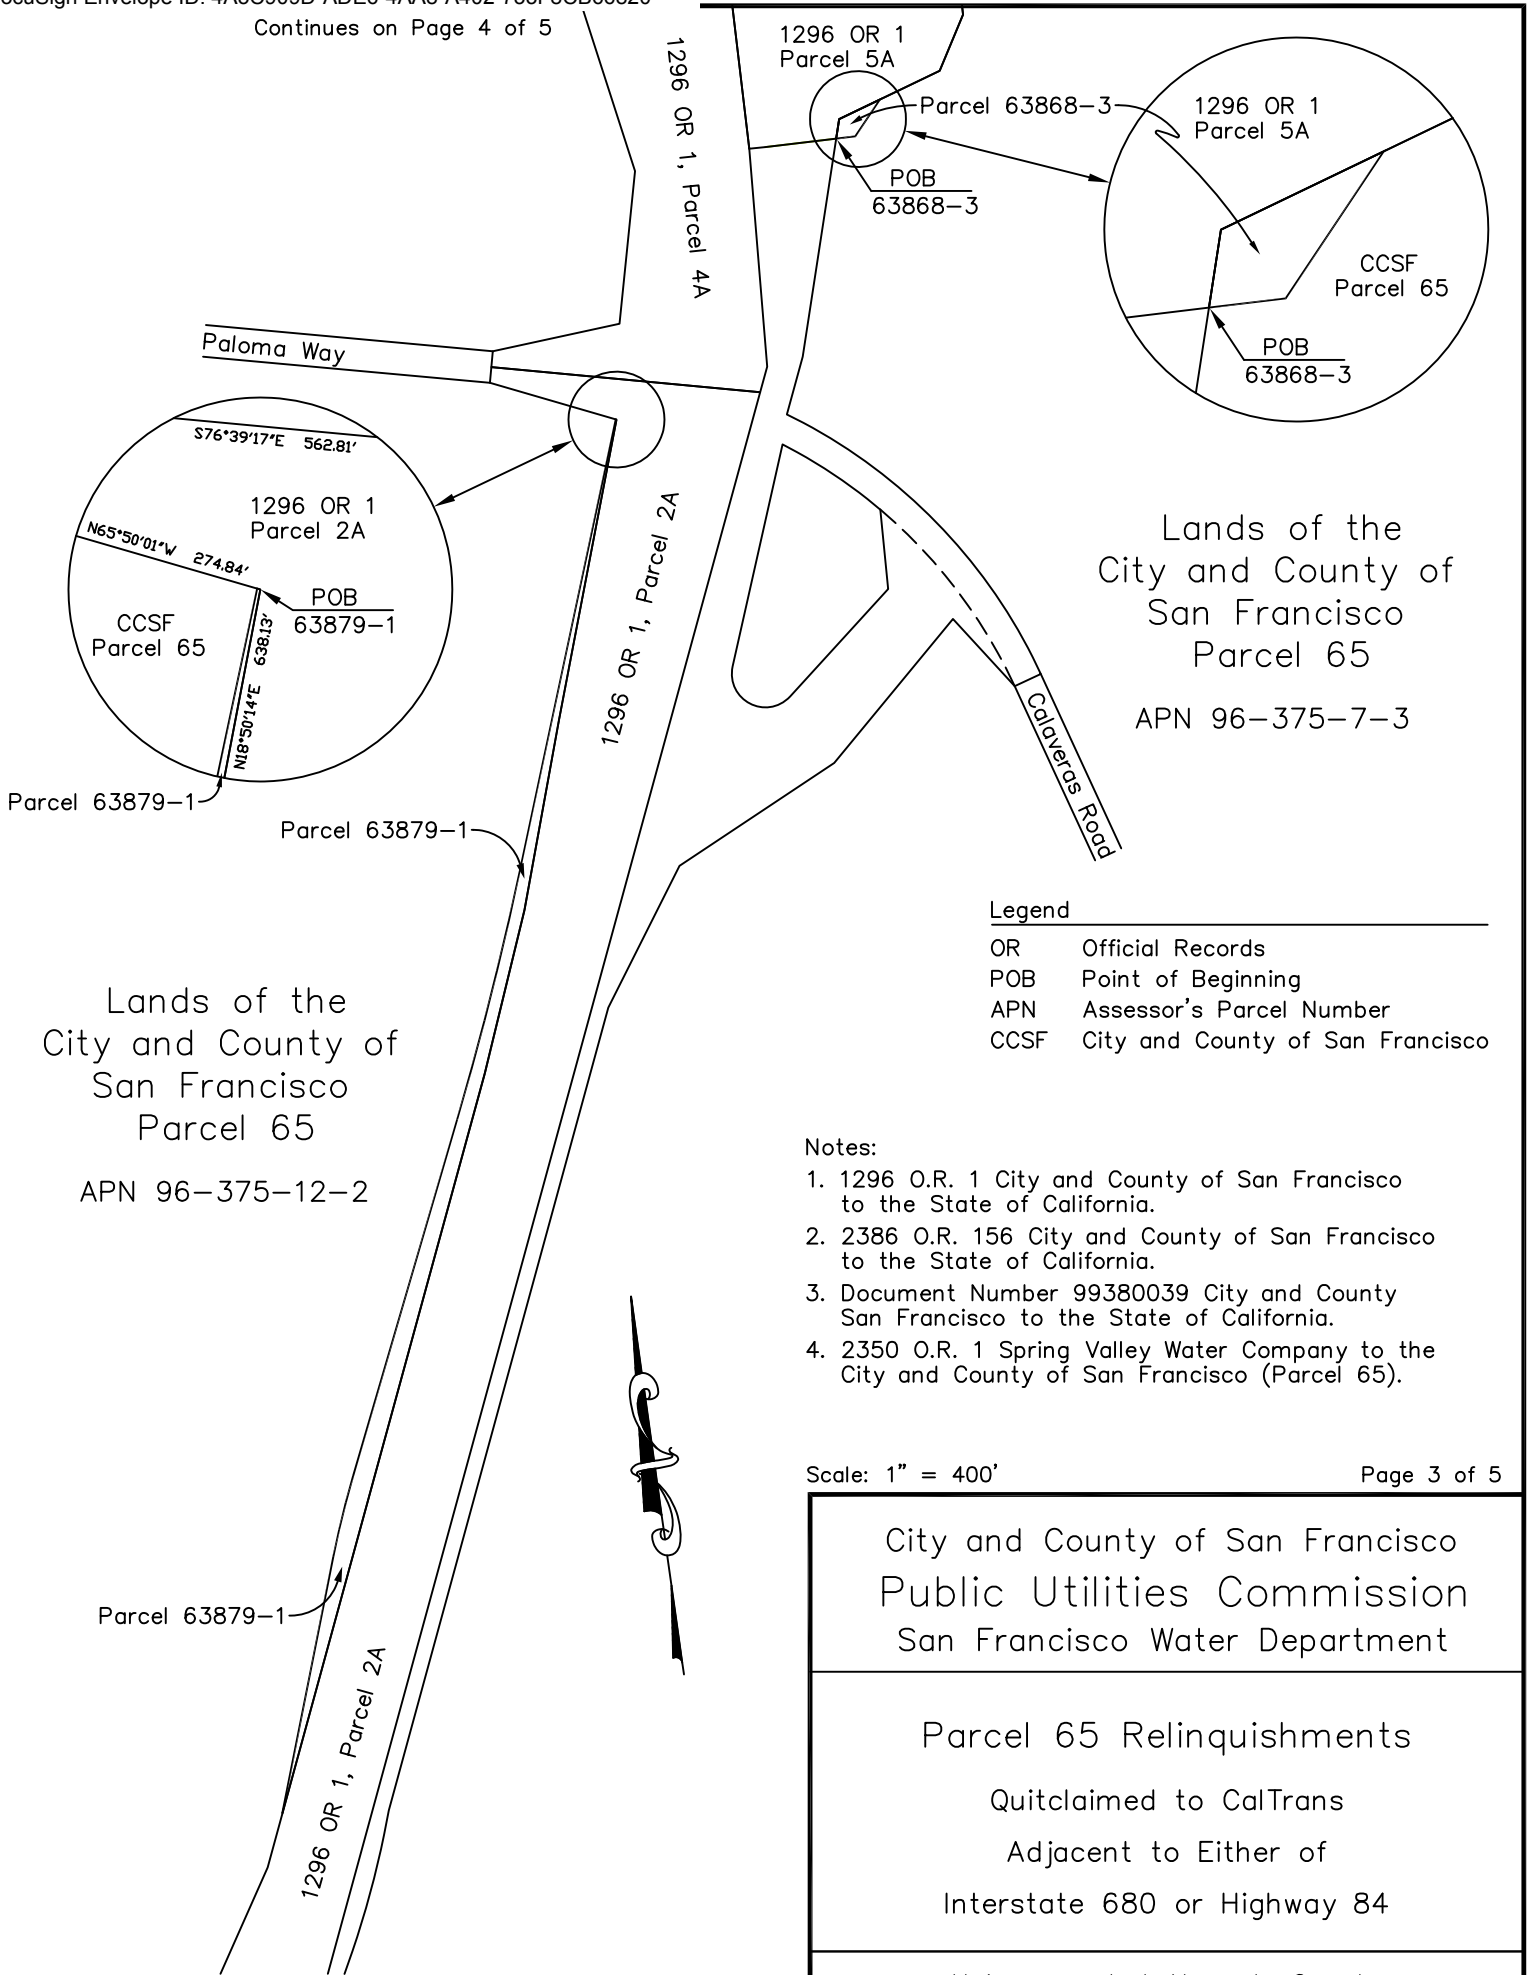 Continues on Page 4 of 5
1296 OR 1, Parcel 4A
1296 OR 1
Parcel 5A
Parcel 63868-3
POB
63868-3
1296 OR 1
Parcel 5A
CCSF
Parcel 65
POB
63868-3
Paloma Way
S76°39'17"E 562.81'
1296 OR 1
Parcel 2A
N65°50'01"W 274.84'
POB
63879-1
CCSF
Parcel 65
N18°50'14"E 638.13'
Parcel 63879-1
Parcel 63879-1
1296 OR 1, Parcel 2A
Lands of the
City and County of
San Francisco
Parcel 65
APN 96-375-7-3
Calaveras Road
Legend
OR Official Records
POB Point of Beginning
APN Assessor's Parcel Number
CCSF City and County of San Francisco
Lands of the
City and County of
San Francisco
Parcel 65
APN 96-375-12-2
Notes:
1. 1296 O.R. 1 City and County of San Francisco
to the State of California.
2. 2386 O.R. 156 City and County of San Francisco
to the State of California.
3. Document Number 99380039 City and County
San Francisco to the State of California.
4. 2350 O.R. 1 Spring Valley Water Company to the
City and County of San Francisco (Parcel 65).
Parcel 63879-1
1296 OR 1, Parcel 2A
Scale: 1" = 400'
Page 3 of 5
City and County of San Francisco
Public Utilities Commission
San Francisco Water Department
Parcel 65 Relinquishments
Quitclaimed to CalTrans
Adjacent to Either of
Interstate 680 or Highway 84